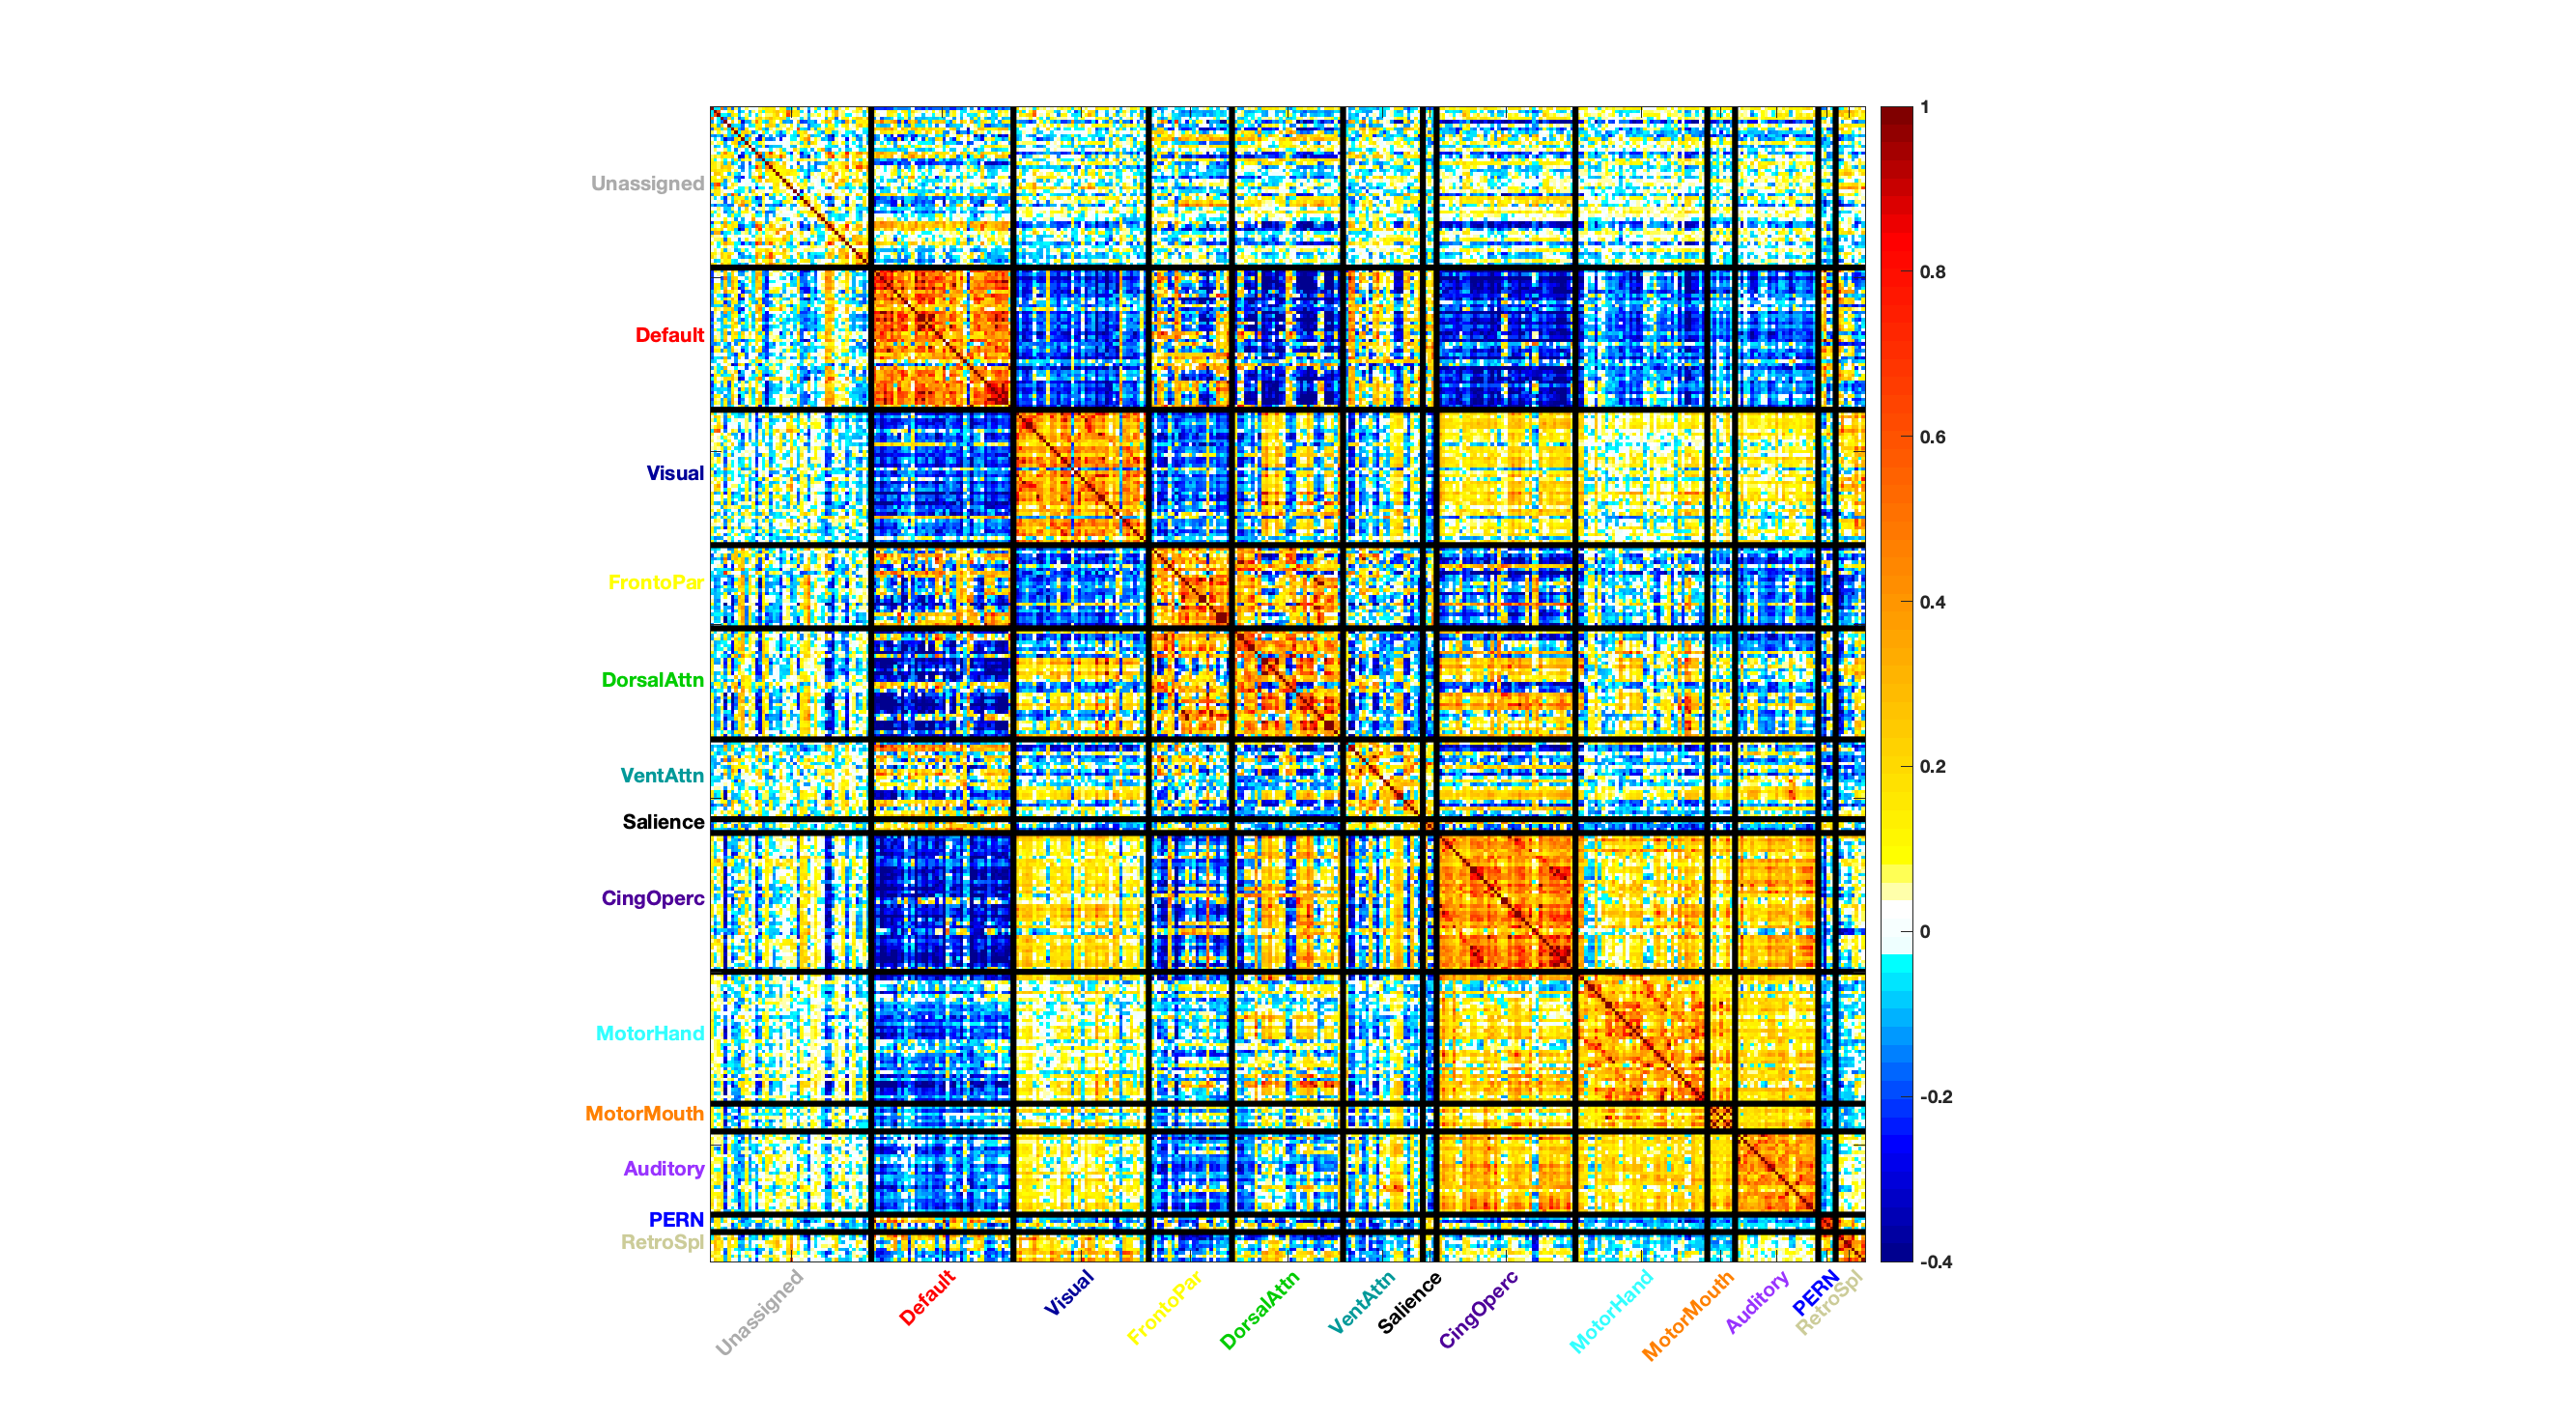 Unassigned
Default
Visual
FrontoPar
DorsalAttn
VentAttn
Salience
CingOperc
MotorHand
MotorMouth
Auditory
PERN
RetroSpl
Unassigned
Default
Visual
FrontoPar
DorsalAttn
VentAttn
Salience
CingOperc
MotorHand
MotorMouth
Auditory
PERN
RetroSpl
1
0.8
0.6
0.4
0.2
0
-0.2
-0.4